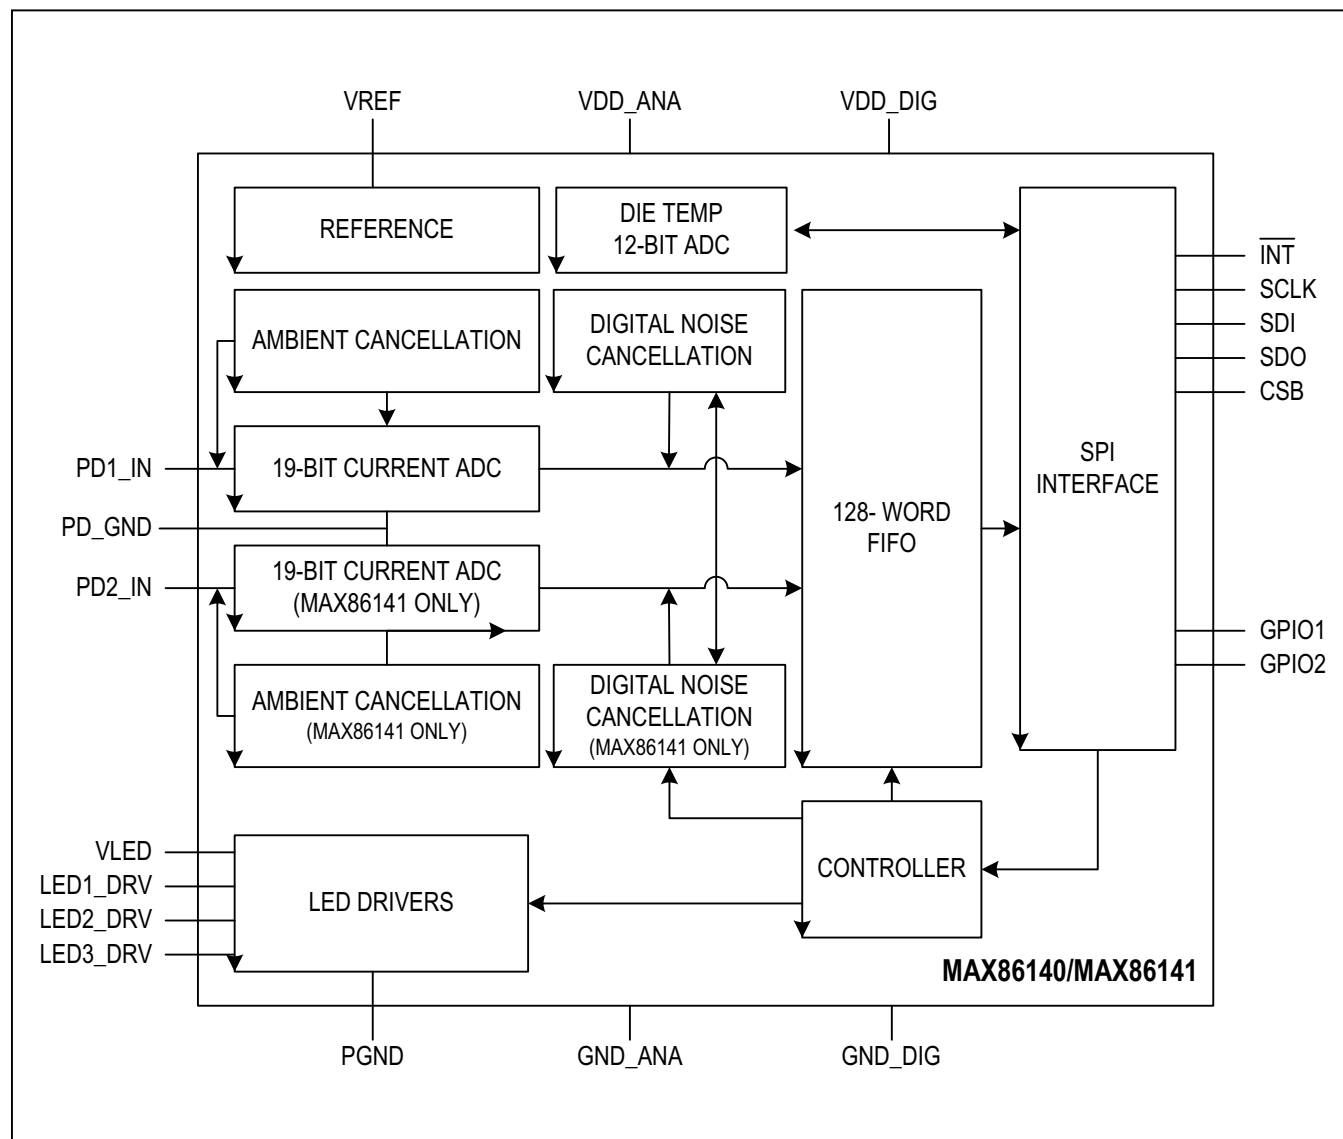 VREF
VDD_ANA
VDD_DIG
REFERENCE
DIE TEMP
12-BIT ADC
INT
SCLK
SDI
SDO
CSB
AMBIENT CANCELLATION
DIGITAL NOISE
CANCELLATION
PD1_IN
19-BIT CURRENT ADC
SPI
INTERFACE
128- WORD
FIFO
PD_GND
PD2_IN
19-BIT CURRENT ADC
(MAX86141 ONLY)
GPIO1
GPIO2
AMBIENT CANCELLATION
(MAX86141 ONLY)
DIGITAL NOISE
CANCELLATION
(MAX86141 ONLY)
VLED
LED1_DRV
LED2_DRV
LED3_DRV
LED DRIVERS
CONTROLLER
MAX86140/MAX86141
PGND
GND_ANA
GND_DIG